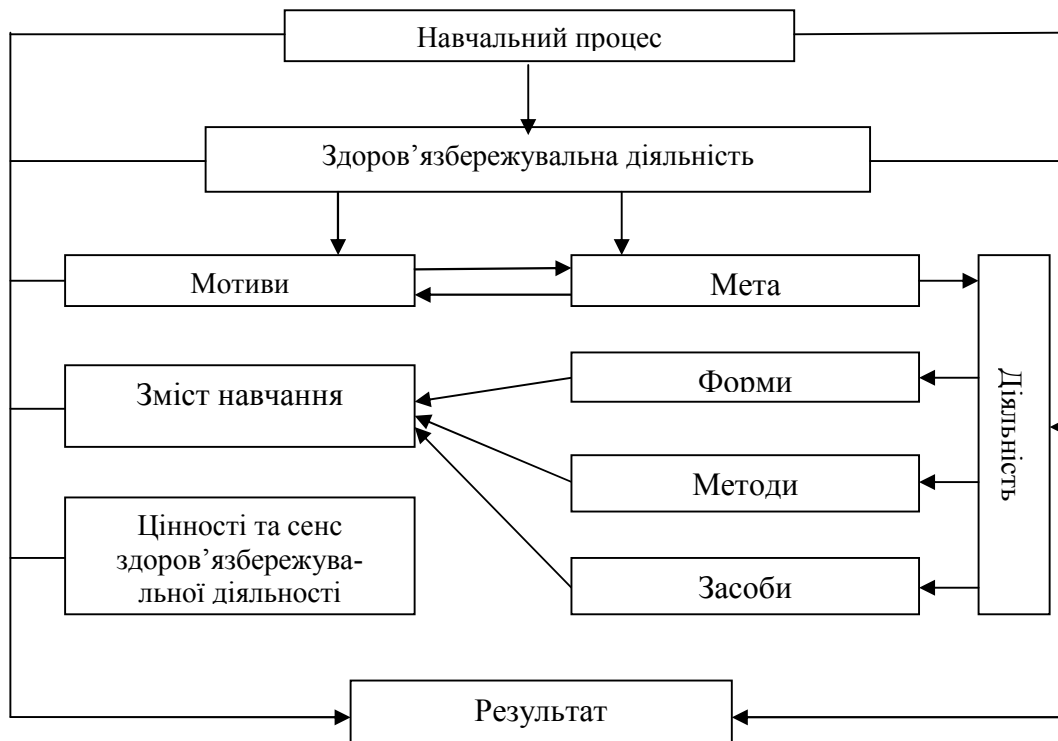 Навчальний процес
Здоров’язбережувальна діяльність
Мотиви
Мета
Зміст навчання
Форми
Діяльність
Методи
Цінності та сенс
здоров’язбережува-
льної діяльності
Засоби
Результат